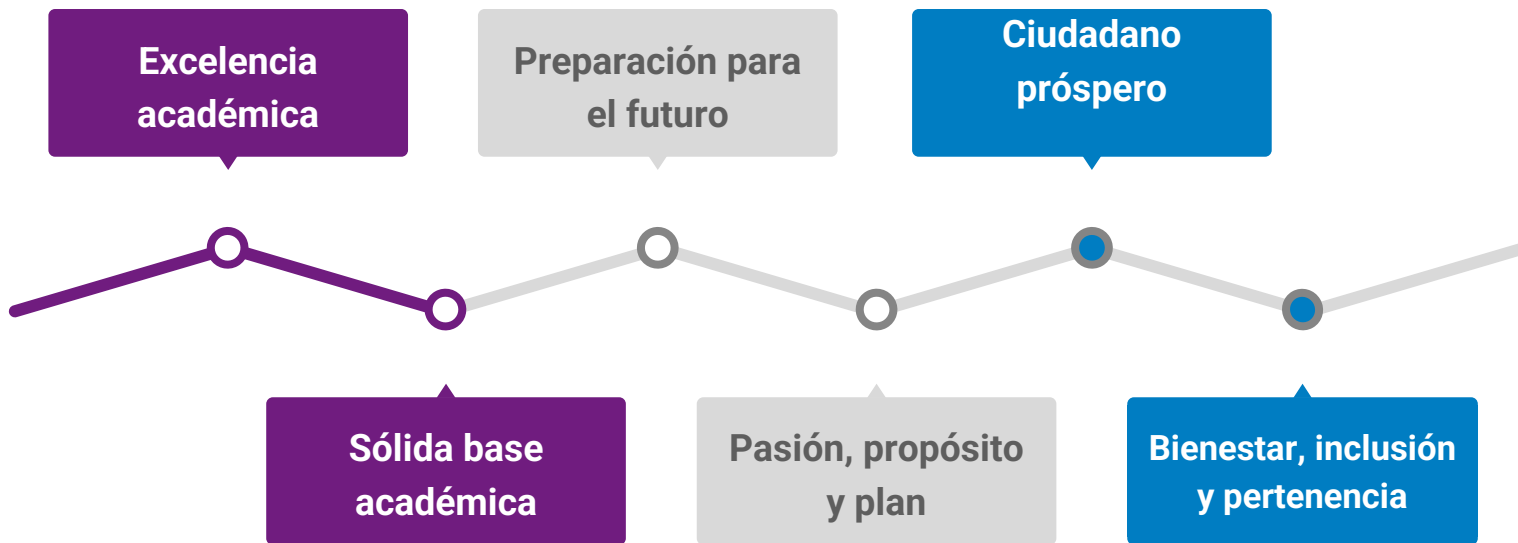 Excelencia
académica
Preparación para
el futuro
Ciudadano
próspero
Sólida base
académica
Pasión, propósito
y plan
Bienestar, inclusión
y pertenencia